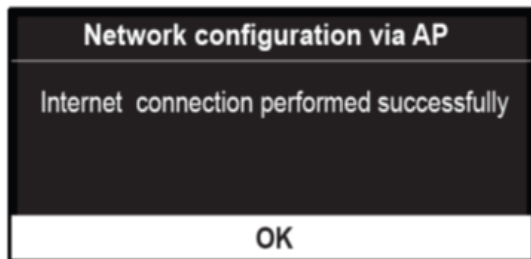 Network configuration via AP
Internet connection performed successfully
OK